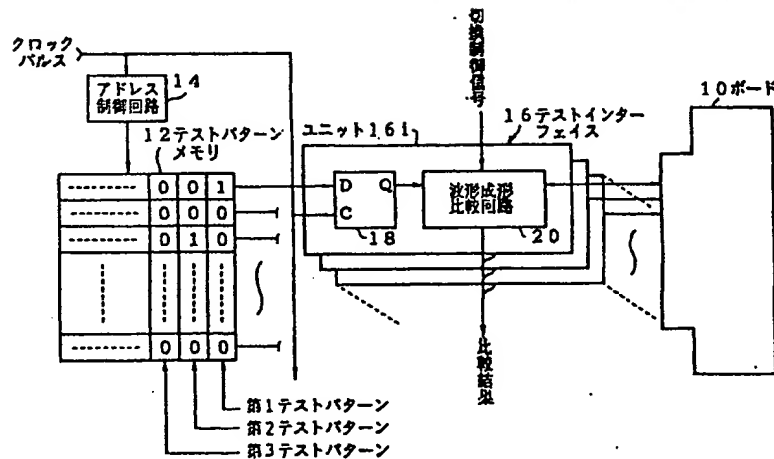 クロック
パルス
アドレス
制御回路
14
12テストパターン
メモリ
切換制御信号
10ボード
ユニット161
16テストインター
フェイス
D Q
C
18
波形成形
比較回路
20
0 0 1
0 0 0
0 1 0
0 0 0
比較結果
第1テストパターン
第2テストパターン
第3テストパターン